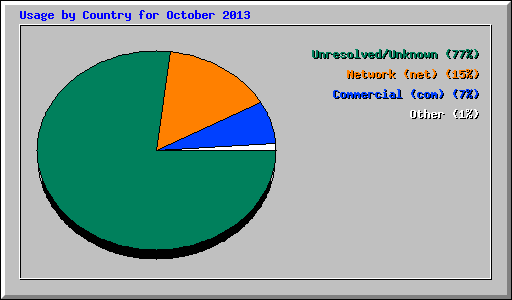 Usage by Country for October 2013
Unresolved/Unknown (77%)
Network (net) (15%)
Commercial (com) (7%)
Other (1%)